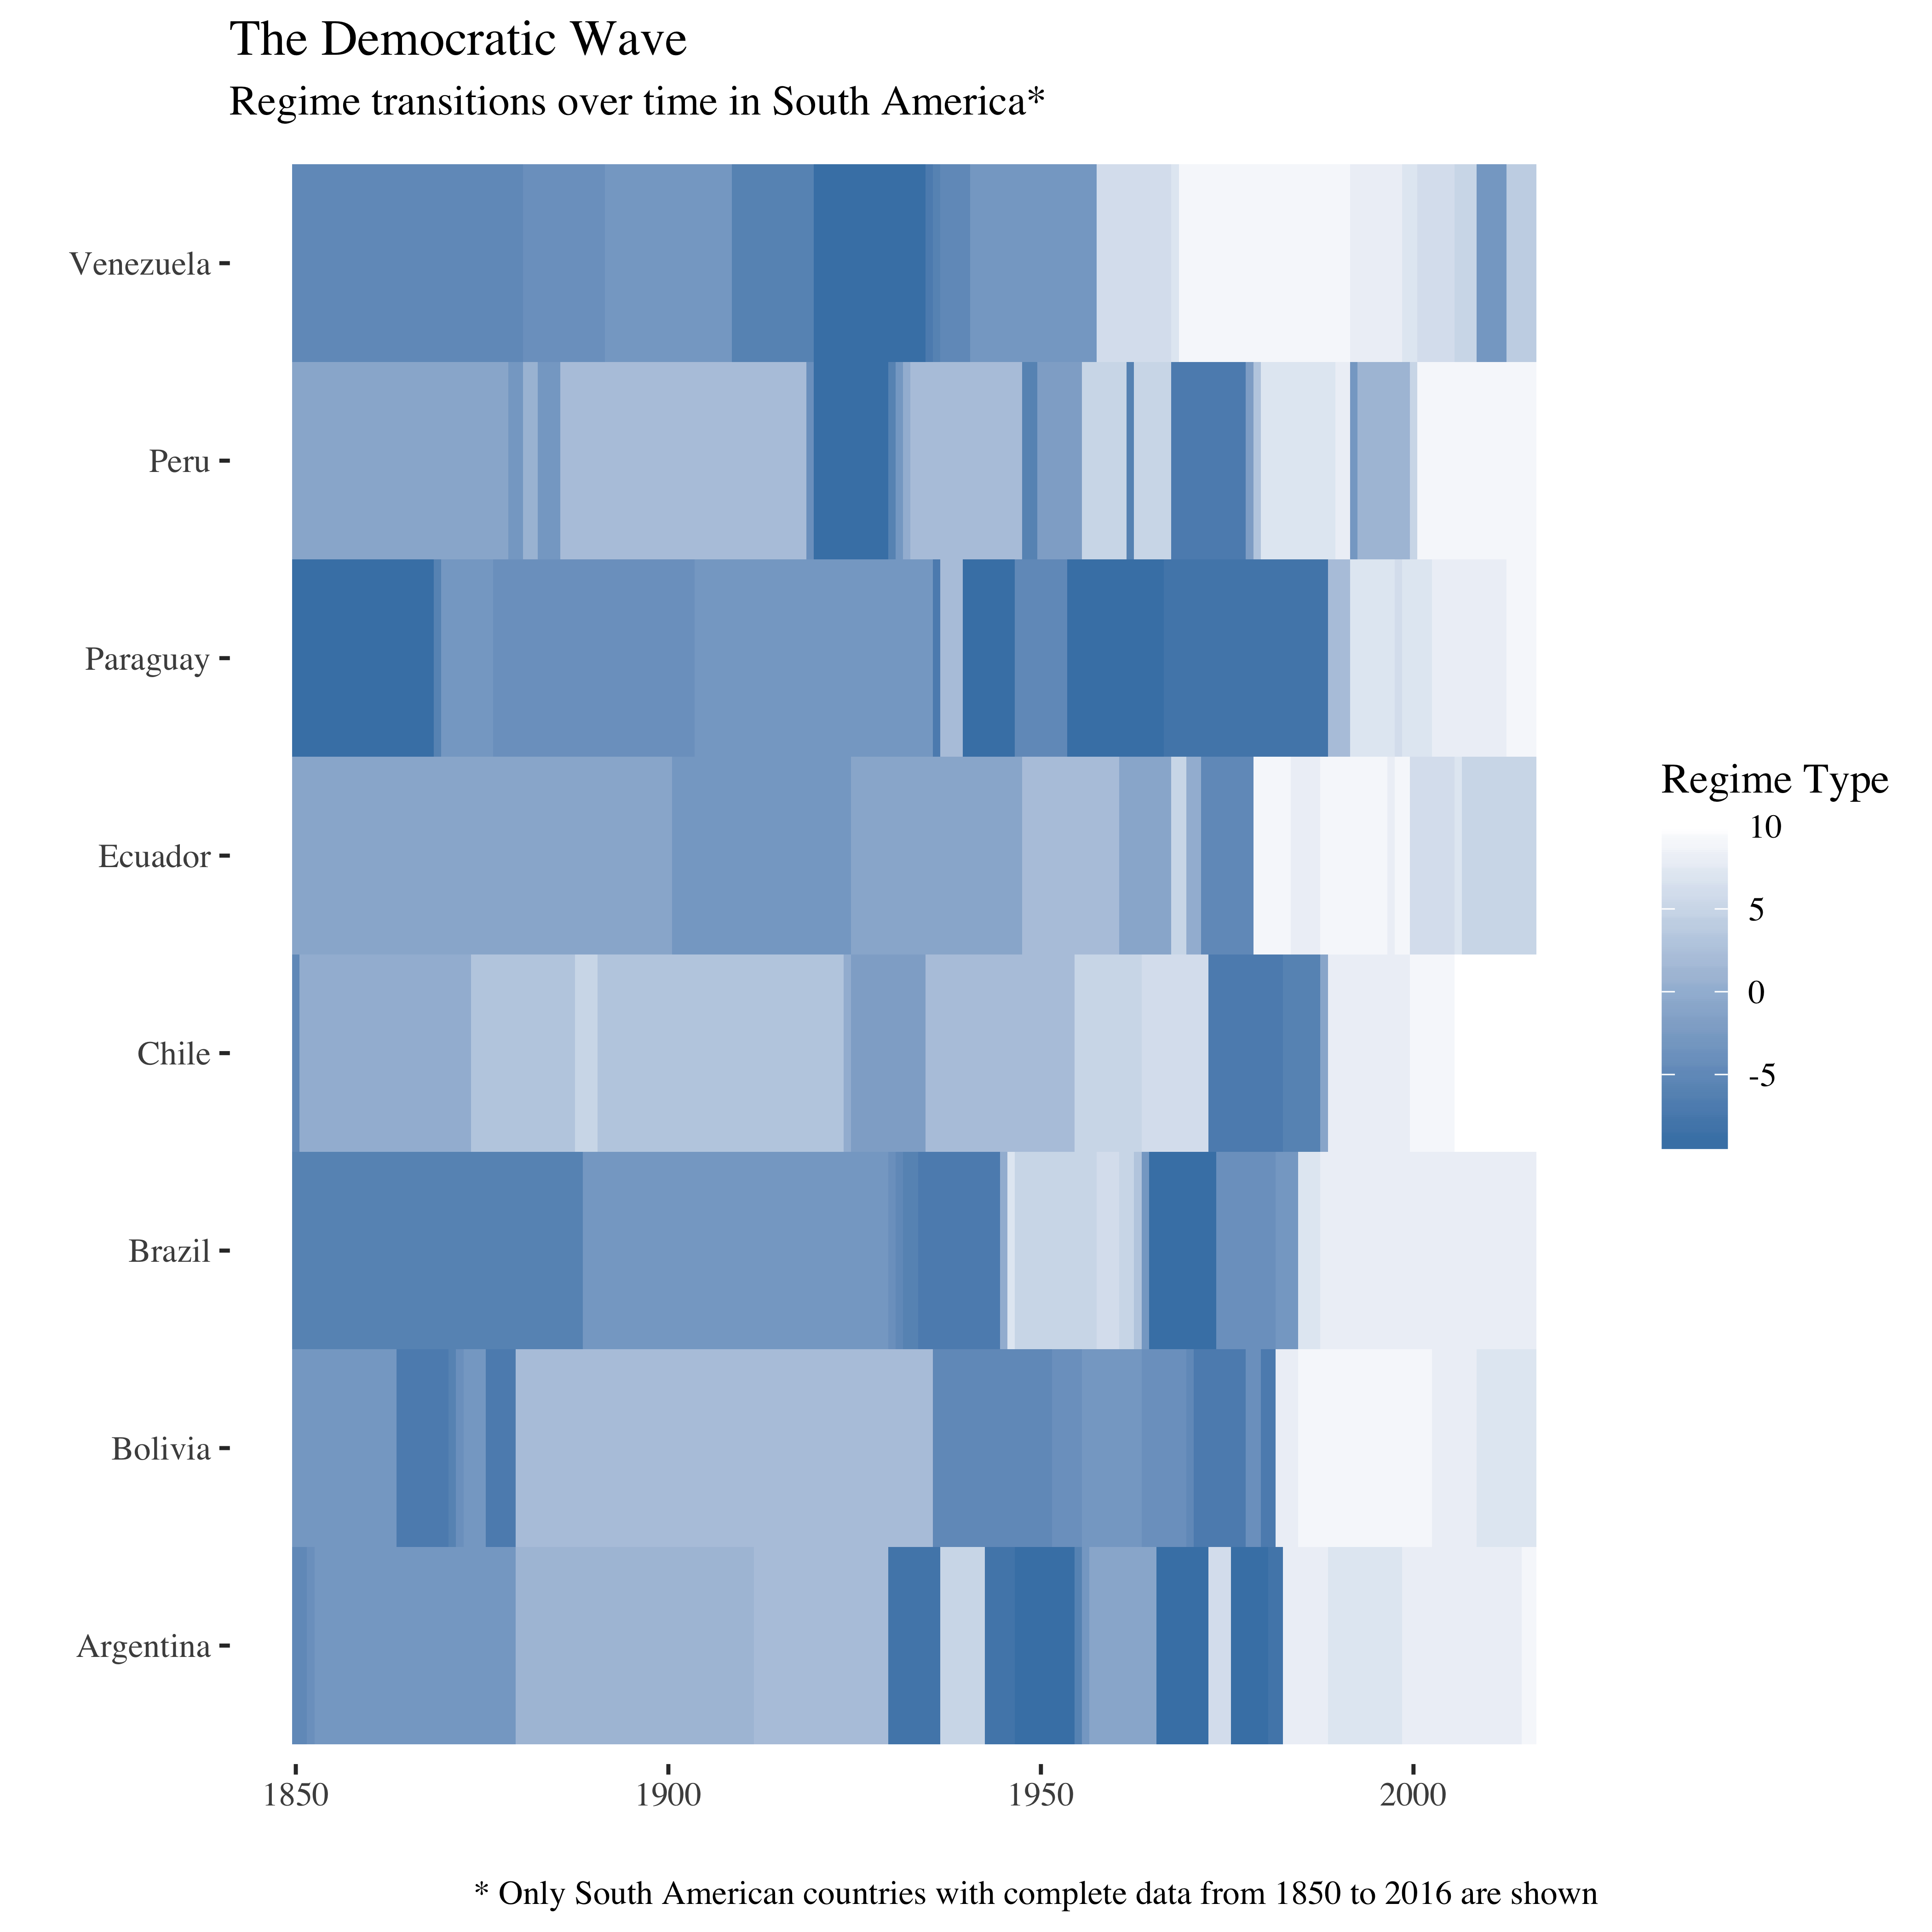 The Democratic Wave
Regime transitions over time in South America*
Venezuela
Peru
Paraguay
Ecuador
Chile
Brazil
Bolivia
Argentina
1850
1900
1950
2000
Regime Type
10
5
0
-5
* Only South American countries with complete data from 1850 to 2016 are shown